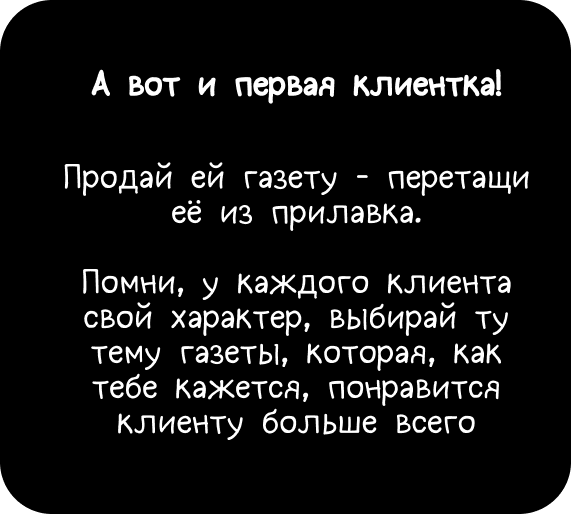 А вот и первая клиентка!
Продай ей газету - перетащи
её из прилавка.
Помни, у каждого клиента
свой характер, выбирай ту
тему газеты, которая, как
тебе кажется, понравится
клиенту больше всего